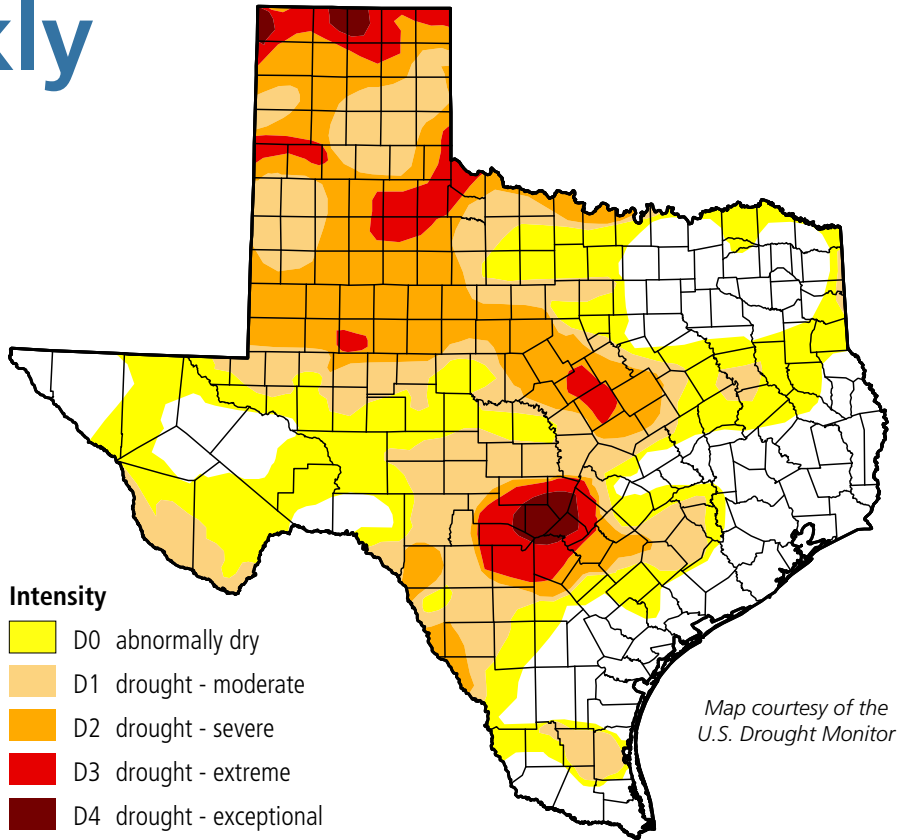 Intensity
D0 abnormally dry
D1 drought - moderate
D2 drought - severe
D3 drought - extreme
D4 drought - exceptional
Map courtesy of the
U.S. Drought Monitor